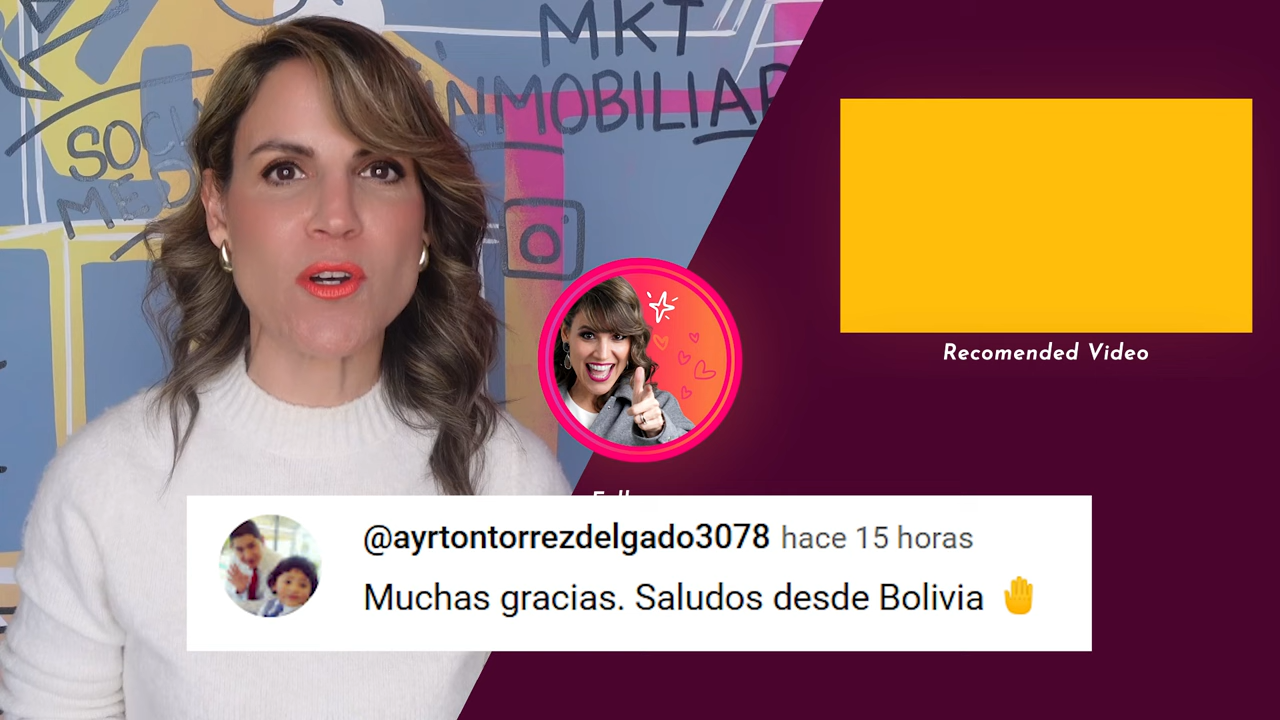 MKT
INMOBILIAR
SOCI
MED
Recomended Video
@ayrtontorrezdelgado3078 hace 15 horas
Muchas gracias. Saludos desde Bolivia 🤚